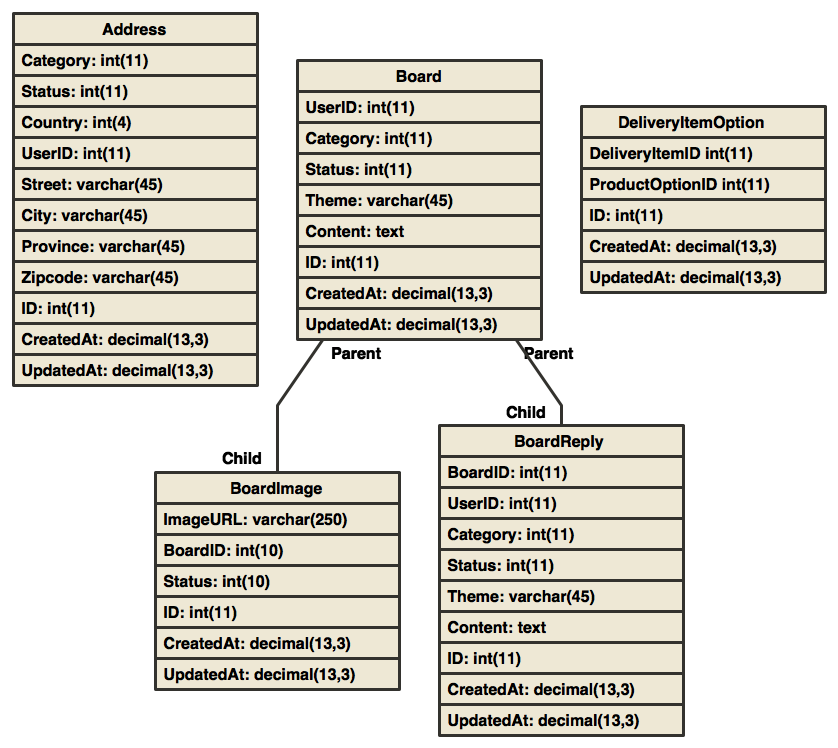 Address
Category: int(11)
Status: int(11)
Country: int(4)
UserID: int(11)
Street: varchar(45)
City: varchar(45)
Province: varchar(45)
Zipcode: varchar(45)
ID: int(11)
CreatedAt: decimal(13,3)
UpdatedAt: decimal(13,3)
Board
UserID: int(11)
Category: int(11)
Status: int(11)
Theme: varchar(45)
Content: text
ID: int(11)
CreatedAt: decimal(13,3)
UpdatedAt: decimal(13,3)
DeliveryItemOption
DeliveryItemID int(11)
ProductOptionID int(11)
ID: int(11)
CreatedAt: decimal(13,3)
UpdatedAt: decimal(13,3)
Parent
Parent
Child
Child
BoardImage
ImageURL: varchar(250)
BoardID: int(10)
Status: int(10)
ID: int(11)
CreatedAt: decimal(13,3)
UpdatedAt: decimal(13,3)
BoardReply
BoardID: int(11)
UserID: int(11)
Category: int(11)
Status: int(11)
Theme: varchar(45)
Content: text
ID: int(11)
CreatedAt: decimal(13,3)
UpdatedAt: decimal(13,3)